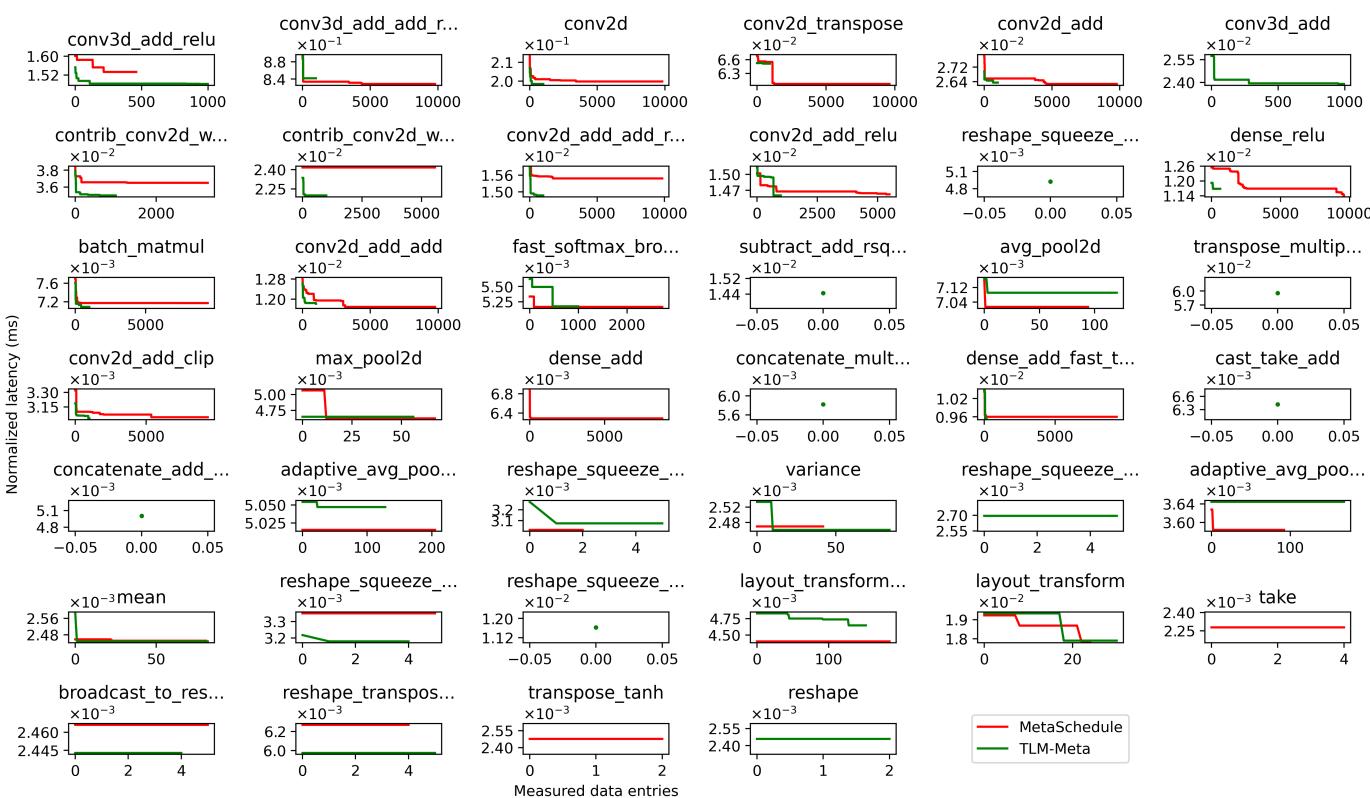 conv3d_add_relu
1.60
1.52
0 500 1000
conv3d_add_add_r...
×10⁻¹
8.8
8.4
0 5000 10000
conv2d
×10⁻¹
2.1
2.0
0 5000 10000
conv2d_transpose
×10⁻²
6.6
6.3
0 5000 10000
conv2d_add
×10⁻²
2.72
2.64
0 5000 10000
conv3d_add
×10⁻²
2.55
2.40
0 500 1000
contrib_conv2d_w...
×10⁻²
3.8
3.6
0 2000
contrib_conv2d_w...
×10⁻²
2.40
2.25
0 2500 5000
conv2d_add_add_r...
×10⁻²
1.56
1.50
0 2500 5000
conv2d_add_relu
×10⁻²
1.50
1.47
0 2500 5000
reshape_squeeze_...
×10⁻³
5.1
4.8
−0.05 0.00 0.05
dense_relu
×10⁻²
1.26
1.20
1.14
0 5000 10000
batch_matmul
×10⁻³
7.6
7.2
0 5000
conv2d_add_add
×10⁻²
1.28
1.20
0 5000 10000
fast_softmax_bro...
×10⁻³
5.50
5.25
0 1000 2000
subtract_add_rsq...
×10⁻²
1.52
1.44
−0.05 0.00 0.05
avg_pool2d
×10⁻³
7.12
7.04
0 50 100
transpose_multip...
×10⁻²
6.0
5.7
−0.05 0.00 0.05
Normalized latency (ms)
conv2d_add_clip
×10⁻³
3.30
3.15
0 5000
max_pool2d
×10⁻³
5.00
4.75
0 25 50
dense_add
×10⁻³
6.8
6.4
0 5000
concatenate_mult...
×10⁻³
6.0
5.6
−0.05 0.00 0.05
dense_add_fast_t...
×10⁻²
1.02
0.96
0 5000
cast_take_add
×10⁻³
6.6
6.3
−0.05 0.00 0.05
concatenate_add_...
×10⁻³
5.1
4.8
−0.05 0.00 0.05
adaptive_avg_poo...
×10⁻³
5.050
5.025
0 100 200
reshape_squeeze_...
×10⁻³
3.2
3.1
0 2 4
variance
×10⁻³
2.52
2.48
0 50
reshape_squeeze_...
×10⁻³
2.70
2.55
0 2 4
adaptive_avg_poo...
×10⁻³
3.64
3.60
0 100
mean
×10⁻³
2.56
2.48
0 50
reshape_squeeze_...
×10⁻³
3.3
3.2
0 2 4
reshape_squeeze_...
×10⁻²
1.20
1.12
−0.05 0.00 0.05
layout_transform...
×10⁻³
4.75
4.50
0 100
layout_transform
×10⁻²
1.9
1.8
0 20
take
×10⁻³
2.40
2.25
0 2 4
broadcast_to_res...
×10⁻³
2.460
2.445
0 2 4
reshape_transpos...
×10⁻³
6.2
6.0
0 2 4
transpose_tanh
×10⁻³
2.55
2.40
0 1 2
reshape
×10⁻³
2.55
2.40
0 1 2
MetaSchedule
TLM-Meta
Measured data entries